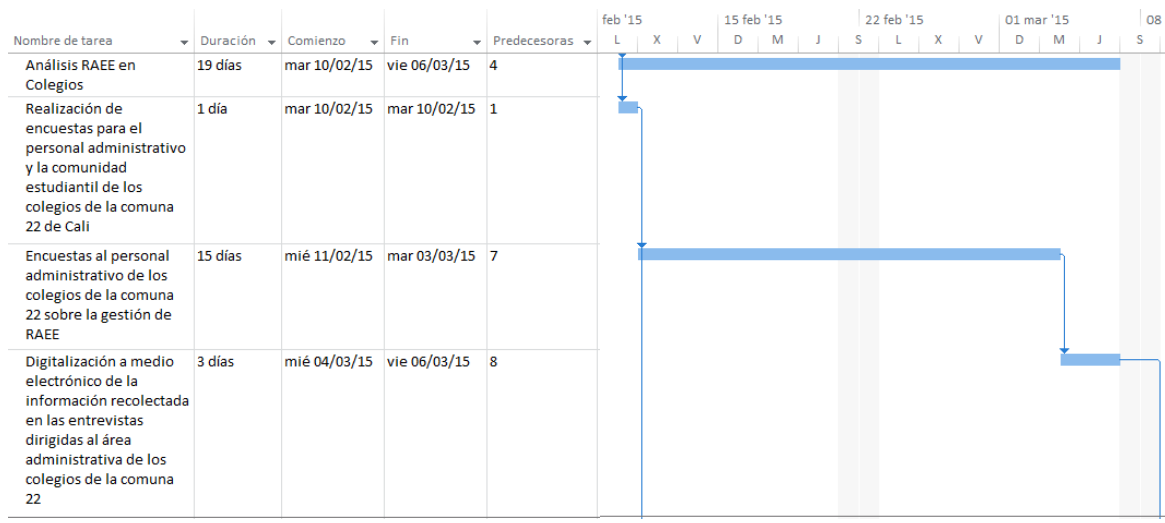 feb '15 15 feb '15 22 feb '15 01 mar '15 08
Nombre de tarea Duración Comienzo Fin Predecesoras L X V D M J S L X V D M J S
Análisis RAEE en 19 días mar 10/02/15 vie 06/03/15 4
Colegios
Realización de 1 día mar 10/02/15 mar 10/02/15 1
encuestas para el
personal administrativo
y la comunidad
estudiantil de los
colegios de la comuna
22 de Cali
Encuestas al personal 15 días mié 11/02/15 mar 03/03/15 7
administrativo de los
colegios de la comuna
22 sobre la gestión de
RAEE
Digitalización a medio 3 días mié 04/03/15 vie 06/03/15 8
electrónico de la
información recolectada
en las entrevistas
dirigidas al área
administrativa de los
colegios de la comuna
22